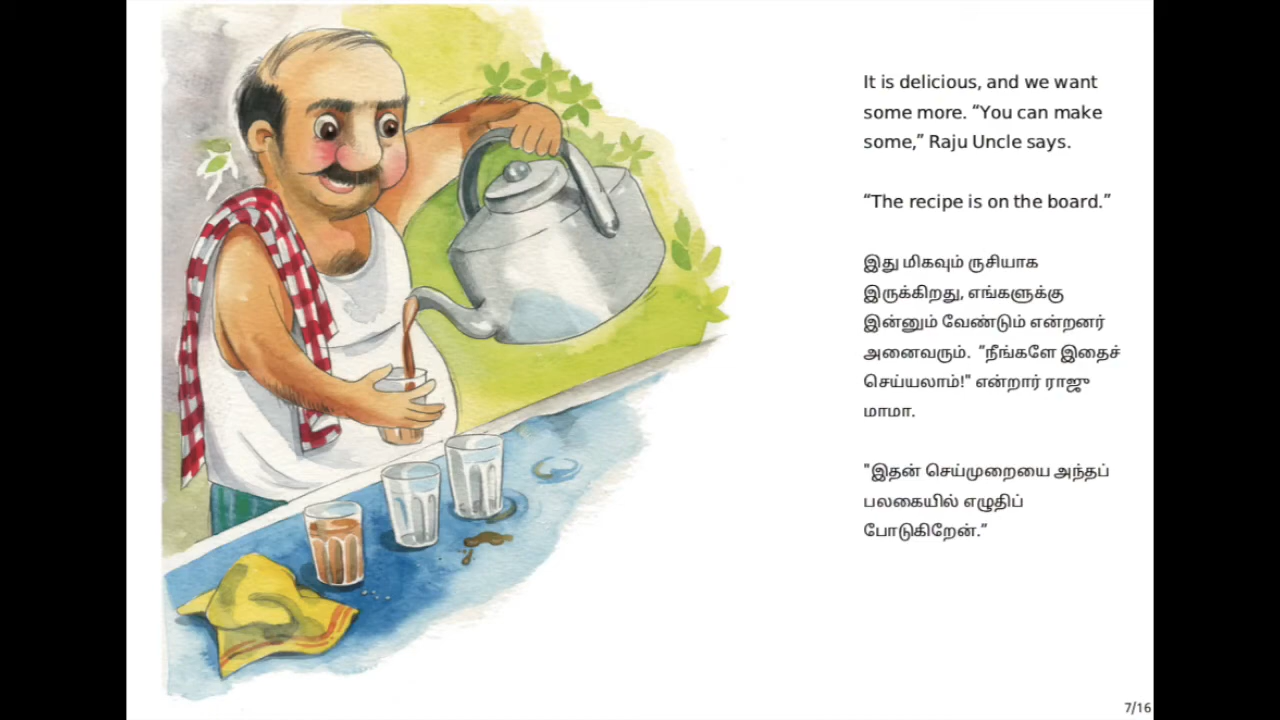 It is delicious, and we want
some more. “You can make
some,” Raju Uncle says.
“The recipe is on the board.”
இது மிகவும் ருசியாக
இருக்கிறது, எங்களுக்கு
இன்னும் வேண்டும் என்றனர்
அனைவரும். "நீங்களே இதைச்
செய்யலாம்!" என்றார் ராஜு
மாமா.
"இதன் செய்முறையை அந்தப்
பலகையில் எழுதிப்
போடுகிறேன்.”
7/16